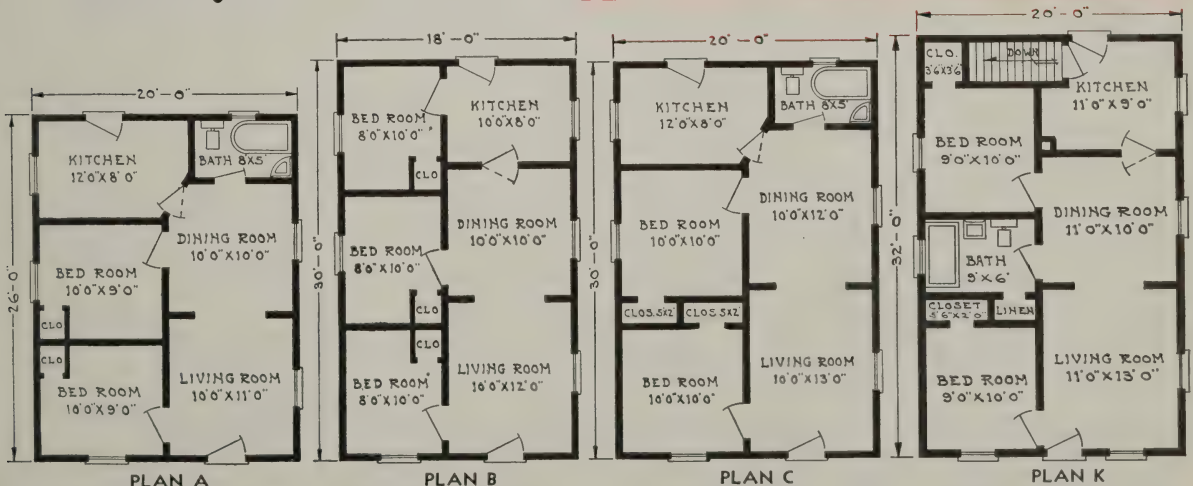 20'-0"
26'-0"
KITCHEN
12'0"X8'0"
BATH 8X5'
BED ROOM
10'0"X9'0"
DINING ROOM
10'0"X10'0"
CLO
CLO
BED ROOM
10'0"X9'0"
LIVING ROOM
10'0"X11'0"
PLAN A
18'-0"
30'-0"
BED ROOM
8'0"X10'0"
KITCHEN
10'0"X8'0"
CLO
BED ROOM
8'0"X10'0"
DINING ROOM
10'0"X10'0"
CLO
CLO
BED ROOM
8'0"X10'0"
LIVING ROOM
10'0"X12'0"
PLAN B
20'-0"
30'-0"
KITCHEN
12'0"X8'0"
BATH 8X5'
BED ROOM
10'0"X10'0"
DINING ROOM
10'0"X12'0"
CLOS. 5X2'
CLOS 5X2'
BED ROOM
10'0"X10'0"
LIVING ROOM
10'0"X13'0"
PLAN C
20'-0"
32'-0"
CLO.
3'6"X3'6"
DOWN
KITCHEN
11'0"X9'0"
BED ROOM
9'0"X10'0"
DINING ROOM
11'0"X10'0"
BATH
9'X6'
CLOSET
5'6"X2'0"
LINEN
BED ROOM
9'0"X10'0"
LIVING ROOM
11'0"X13'0"
PLAN K